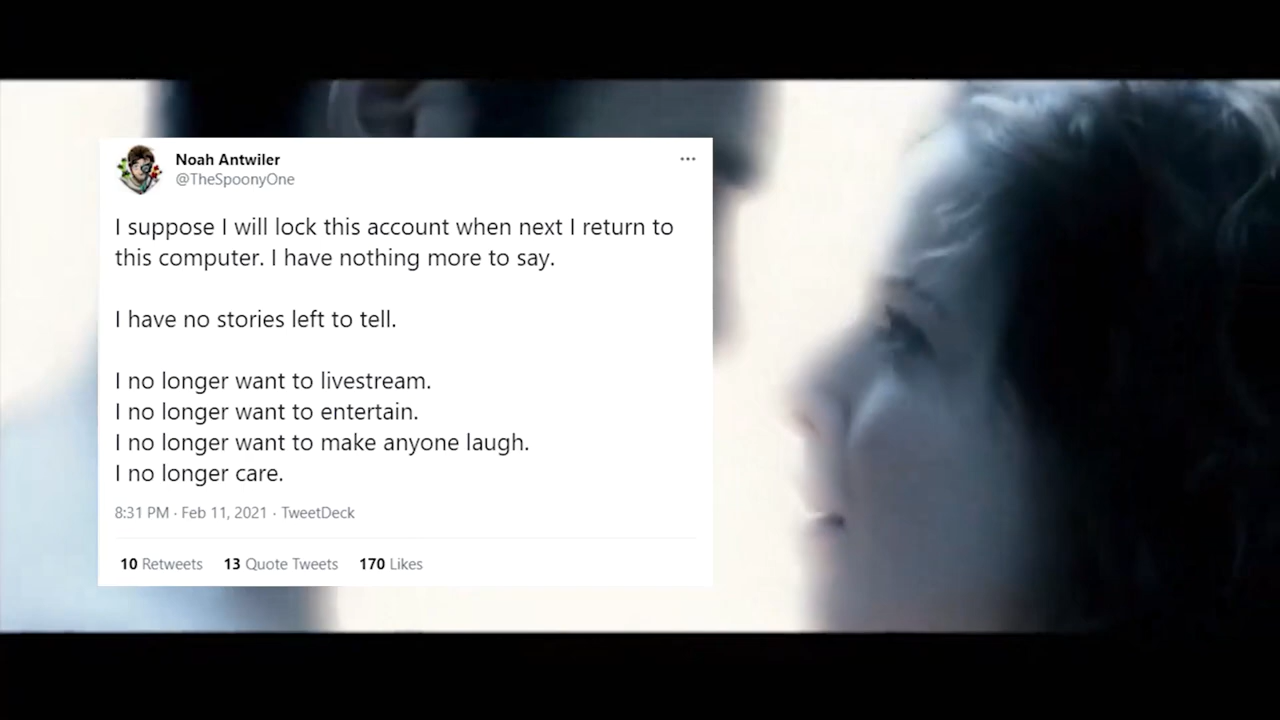 Noah Antwiler
@TheSpoonyOne
I suppose I will lock this account when next I return to
this computer. I have nothing more to say.
I have no stories left to tell.
I no longer want to livestream.
I no longer want to entertain.
I no longer want to make anyone laugh.
I no longer care.
8:31 PM · Feb 11, 2021 · TweetDeck
10 Retweets 13 Quote Tweets 170 Likes